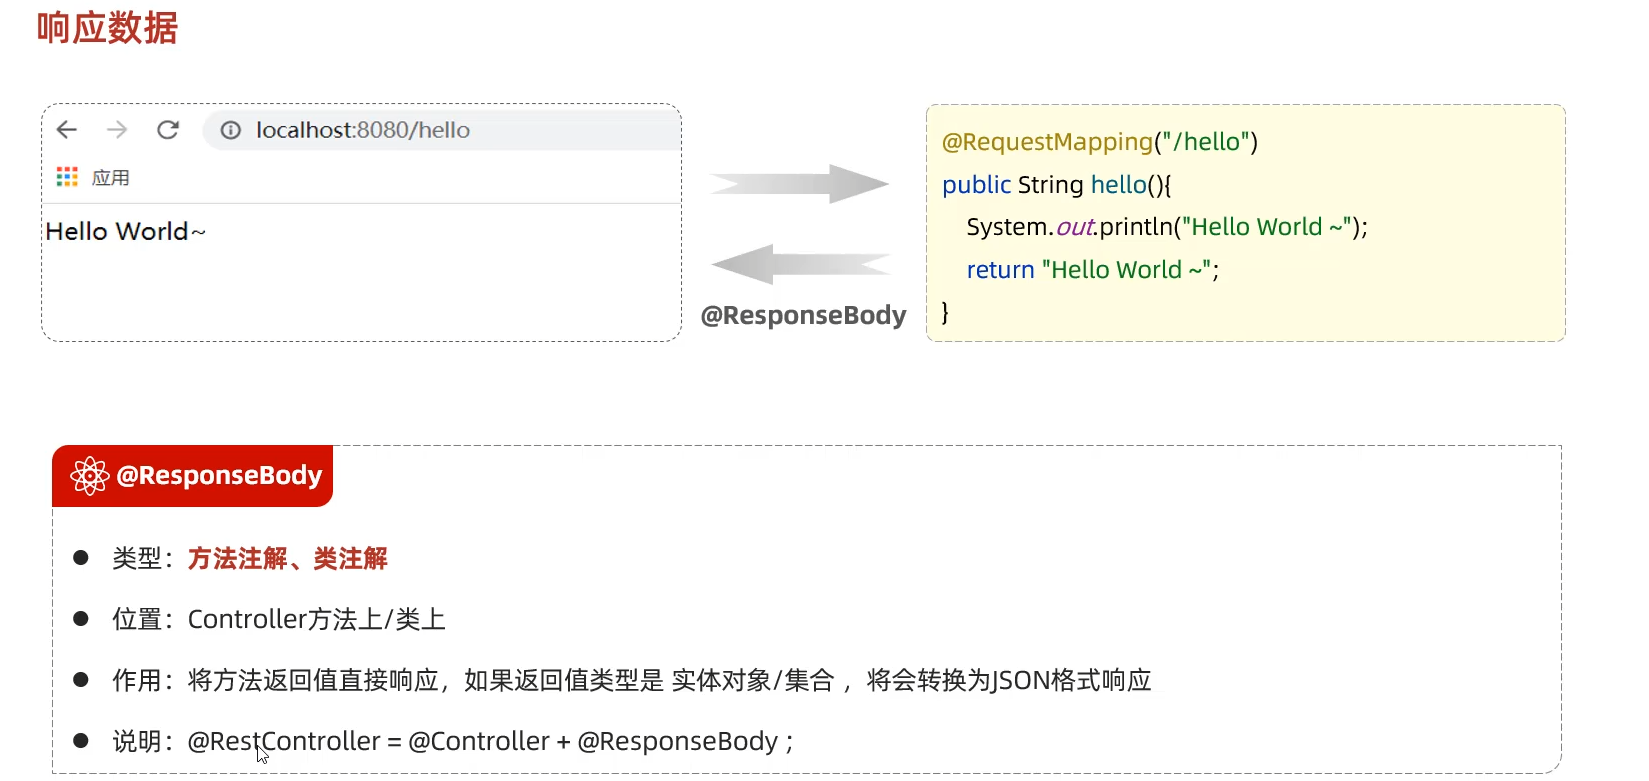 响应数据
localhost:8080/hello
应用
Hello World~
@ResponseBody
@RequestMapping("/hello")
public String hello(){
System.out.println("Hello World ~");
return "Hello World ~";
}
@ResponseBody
类型：方法注解、类注解
位置：Controller方法上/类上
作用：将方法返回值直接响应，如果返回值类型是 实体对象/集合 ，将会转换为JSON格式响应
说明：@RestController = @Controller + @ResponseBody ;